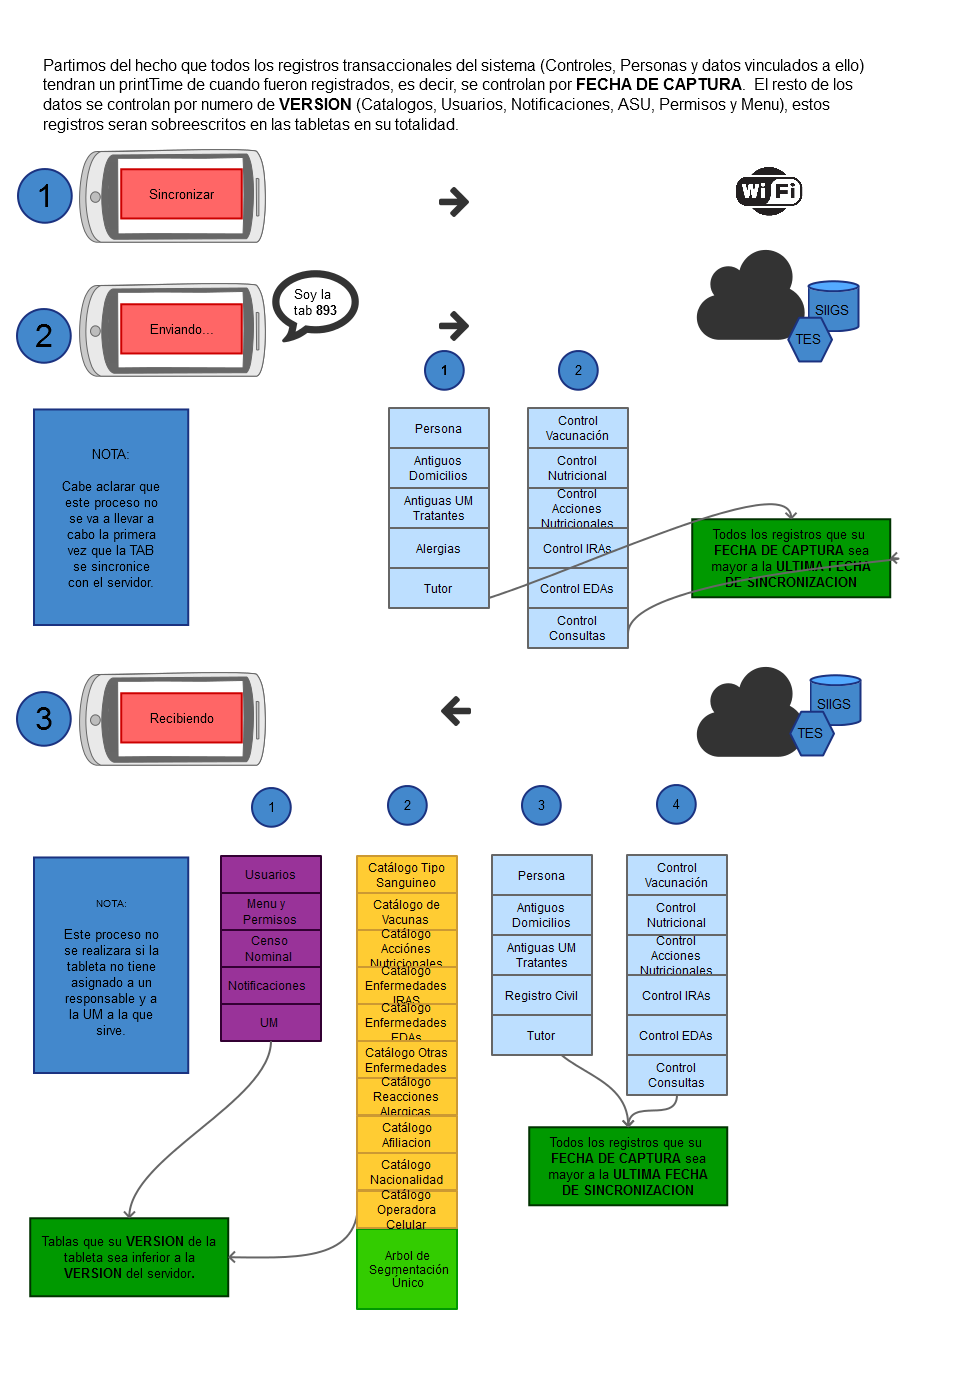 Partimos del hecho que todos los registros transaccionales del sistema (Controles, Personas y datos vinculados a ello)
tendran un printTime de cuando fueron registrados, es decir, se controlan por FECHA DE CAPTURA.  El resto de los
datos se controlan por numero de VERSION (Catalogos, Usuarios, Notificaciones, ASU, Permisos y Menu), estos
registros seran sobreescritos en las tabletas en su totalidad.
1
Sincronizar
Wi Fi
2
Enviando...
Soy la
tab 893
SIIGS
TES
1
2
NOTA:
Cabe aclarar que
este proceso no
se va a llevar a
cabo la primera
vez que la TAB
se sincronice
con el servidor.
Persona
Antiguos
Domicilios
Antiguas UM
Tratantes
Alergias
Tutor
Control
Vacunación
Control
Nutricional
Control
Acciones
Nutricionales
Control IRAs
Control EDAs
Control
Consultas
Todos los registros que su
FECHA DE CAPTURA sea
mayor a la ULTIMA FECHA
DE SINCRONIZACION
3
Recibiendo
SIIGS
TES
1
2
3
4
NOTA:
Este proceso no
se realizara si la
tableta no tiene
asignado a un
responsable y a
la UM a la que
sirve.
Usuarios
Menu y
Permisos
Censo
Nominal
Notificaciones
UM
Catálogo Tipo
Sanguineo
Catálogo de
Vacunas
Catálogo
Acciónes
Nutricionales
Catálogo
Enfermedades
IRAS
Catálogo
Enfermedades
EDAs
Catálogo Otras
Enfermedades
Catálogo
Reacciones
Alergicas
Catálogo
Afiliacion
Catálogo
Nacionalidad
Catálogo
Operadora
Celular
Arbol de
Segmentación
Único
Persona
Antiguos
Domicilios
Antiguas UM
Tratantes
Registro Civil
Tutor
Control
Vacunación
Control
Nutricional
Control
Acciones
Nutricionales
Control IRAs
Control EDAs
Control
Consultas
Todos los registros que su
FECHA DE CAPTURA sea
mayor a la ULTIMA FECHA
DE SINCRONIZACION
Tablas que su VERSION de la
tableta sea inferior a la
VERSION del servidor.